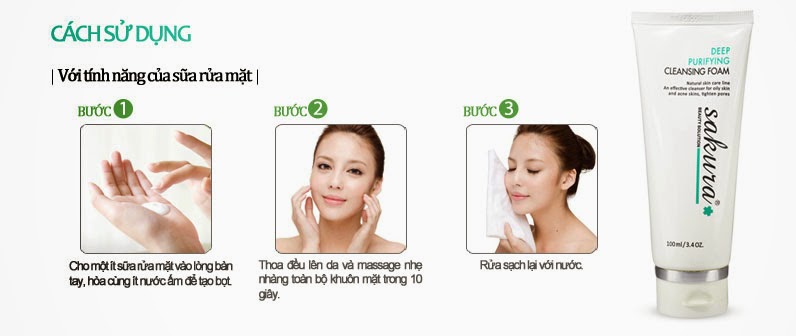 CÁCH SỬ DỤNG
| Với tính năng của sữa rửa mặt |
BƯỚC 1
Cho một ít sữa rửa mặt vào lòng bàn
tay, hòa cùng ít nước ấm để tạo bọt.
BƯỚC 2
Thoa đều lên da và massage nhẹ
nhàng toàn bộ khuôn mặt trong 10
giây.
BƯỚC 3
Rửa sạch lại với nước.
DEEP
PURIFYING
CLEANSING FOAM
Natural skin care line
An effective cleanser for oily skin
and acne skins, tighten pores
sakura®
BEAUTY SOLUTION
100ml/3.4 OZ.